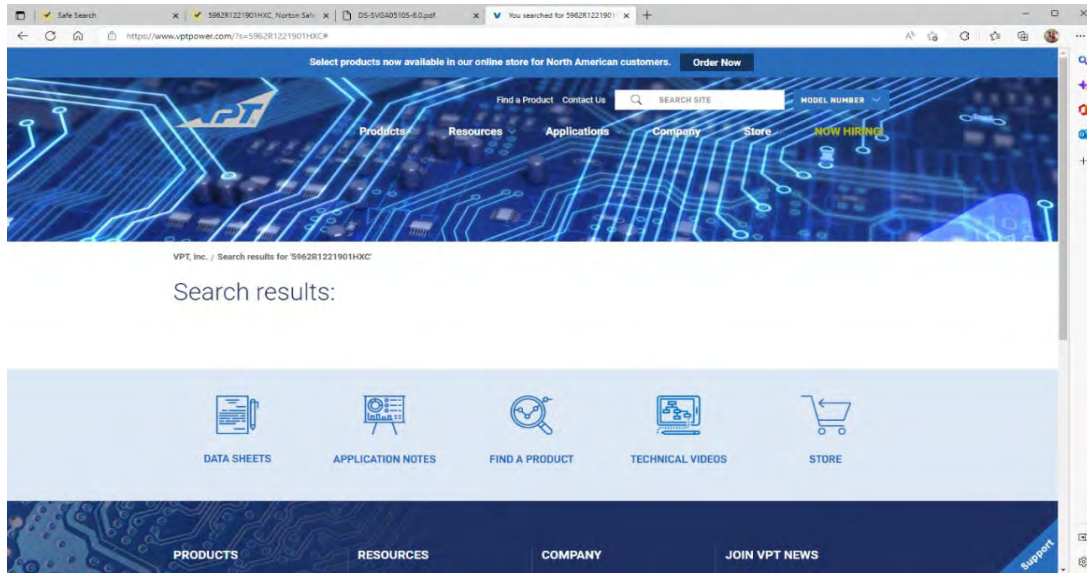 Safe Search
5962R1221901HXC, Norton Safe
DS-SVGA05105-6.0.pdf
You searched for 5962R1221901
https://www.vptpower.com/?s=5962R1221901HXC#
Select products now available in our online store for North American customers. Order Now
VPT
Find a Product Contact Us SEARCH SITE MODEL NUMBER
Products Resources Applications Company Store NOW HIRING!
VPT, Inc. / Search results for '5962R1221901HXC'
Search results:
DATA SHEETS APPLICATION NOTES FIND A PRODUCT TECHNICAL VIDEOS STORE
PRODUCTS RESOURCES COMPANY JOIN VPT NEWS
Support